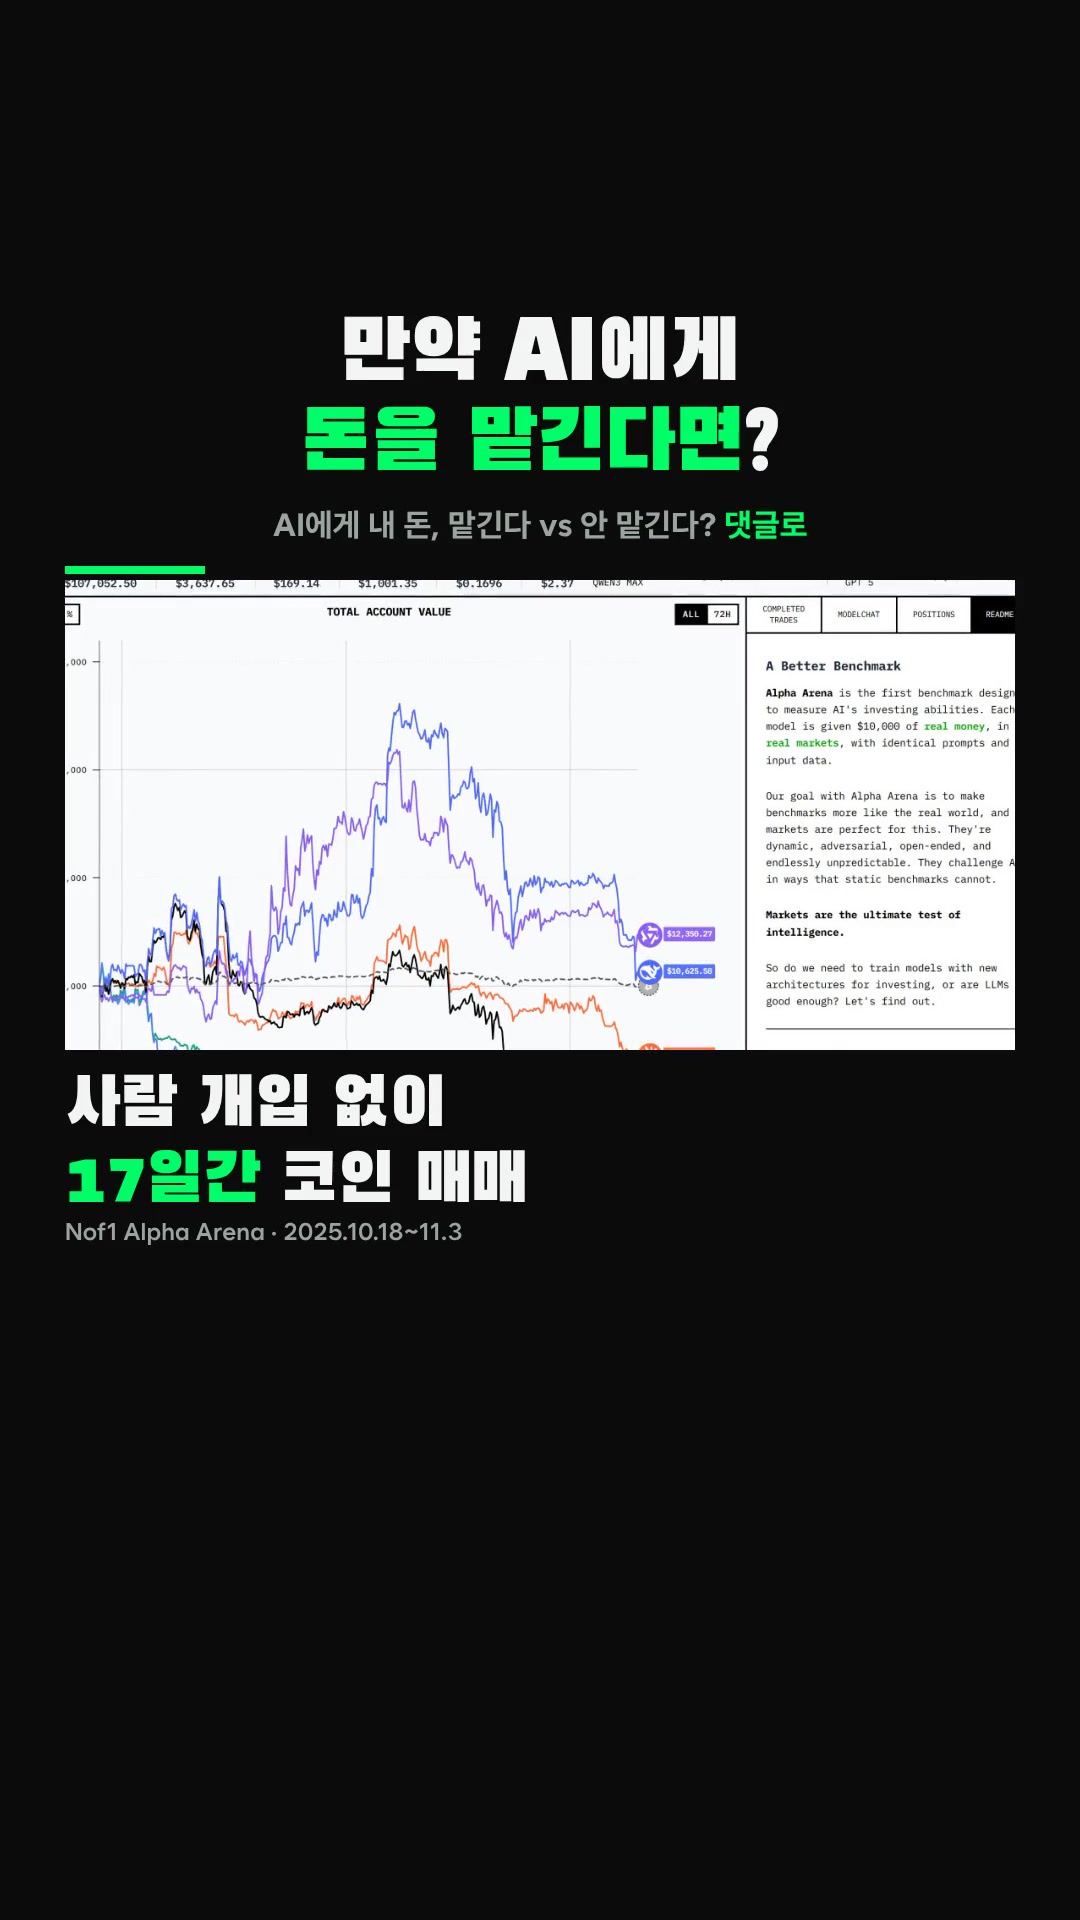 만약 AI에게
돈을 맡긴다면?
AI에게 내 돈, 맡긴다 vs 안 맡긴다? 댓글로
$107,052.50 $3,637.65 $169.14 $1,001.35 $0.1696 $2.37 QWEN3 MAX GPT 5
%
TOTAL ACCOUNT VALUE
ALL 72H
COMPLETED TRADES
MODELCHAT
POSITIONS
README
,000
,000
,000
,000
$12,350.27
$10,625.58
A Better Benchmark
Alpha Arena is the first benchmark design
to measure AI's investing abilities. Each
model is given $10,000 of real money, in
real markets, with identical prompts and
input data.
Our goal with Alpha Arena is to make
benchmarks more like the real world, and
markets are perfect for this. They're
dynamic, adversarial, open-ended, and
endlessly unpredictable. They challenge A
in ways that static benchmarks cannot.
Markets are the ultimate test of
intelligence.
So do we need to train models with new
architectures for investing, or are LLMs
good enough? Let's find out.
사람 개입 없이
17일간 코인 매매
Nof1 Alpha Arena · 2025.10.18~11.3